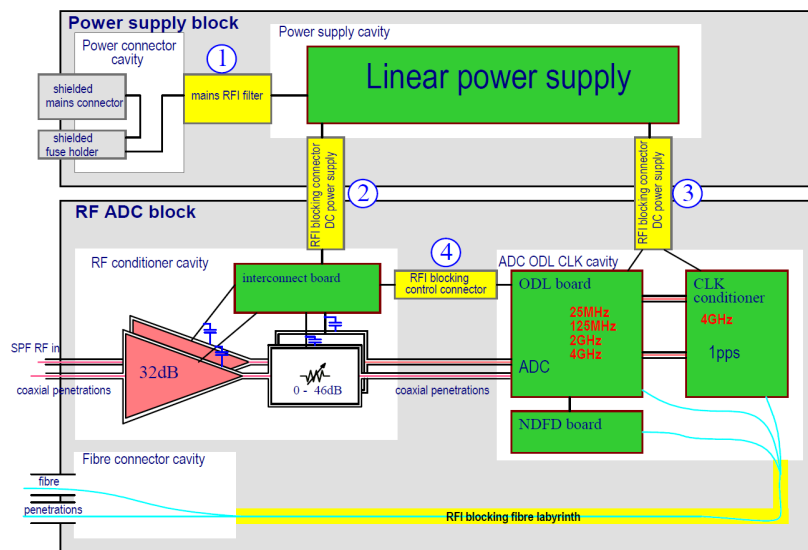 Power supply block
Power connector
cavity
1
Power supply cavity
shielded
mains connector
mains RFI filter
Linear power supply
shielded
fuse holder
RFI blocking connector
DC power supply
2
RFI blocking connector
DC power supply
3
RF ADC block
RF conditioner cavity
4
ADC ODL CLK cavity
interconnect board
RFI blocking
control connector
ODL board
CLK
conditioner
25MHz
125MHz
2GHz
4GHz
4GHz
SPF RF in
32dB
1pps
ADC
coaxial penetrations
0 - 46dB
coaxial penetrations
NDFD board
Fibre connector cavity
fibre
penetrations
RFI blocking fibre labyrinth